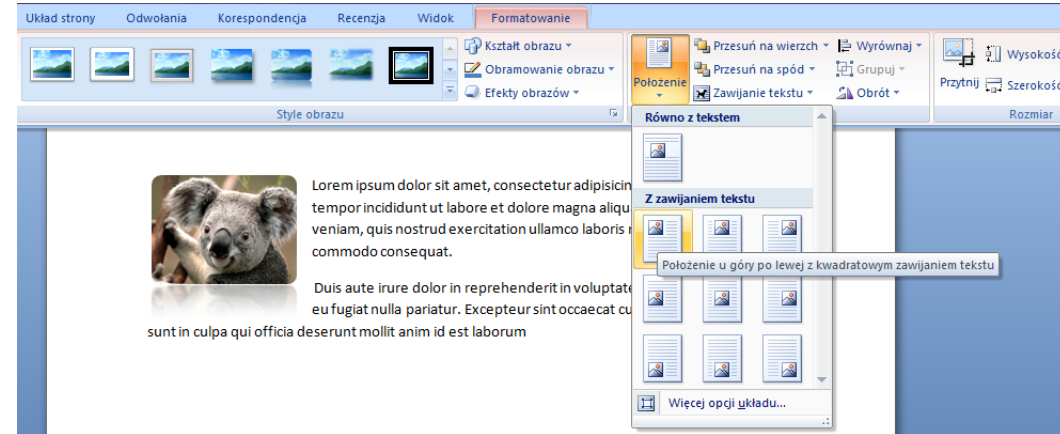 Układ strony Odwołania Korespondencja Recenzja Widok Formatowanie
Kształt obrazu
Obramowanie obrazu
Efekty obrazów
Style obrazu
Położenie
Przesuń na wierzch
Przesuń na spód
Zawijanie tekstu
Wyrównaj
Grupuj
Obrót
Przytnij
Wysokość
Szerokość
Rozmiar
Równo z tekstem
Z zawijaniem tekstu
Położenie u góry po lewej z kwadratowym zawijaniem tekstu
Więcej opcji układu...
Lorem ipsum dolor sit amet, consectetur adipisicin
tempor incididunt ut labore et dolore magna aliqu
veniam, quis nostrud exercitation ullamco laboris
commodo consequat.
Duis aute irure dolor in reprehenderit in voluptate
eu fugiat nulla pariatur. Excepteur sint occaecat cu
sunt in culpa qui officia deserunt mollit anim id est laborum